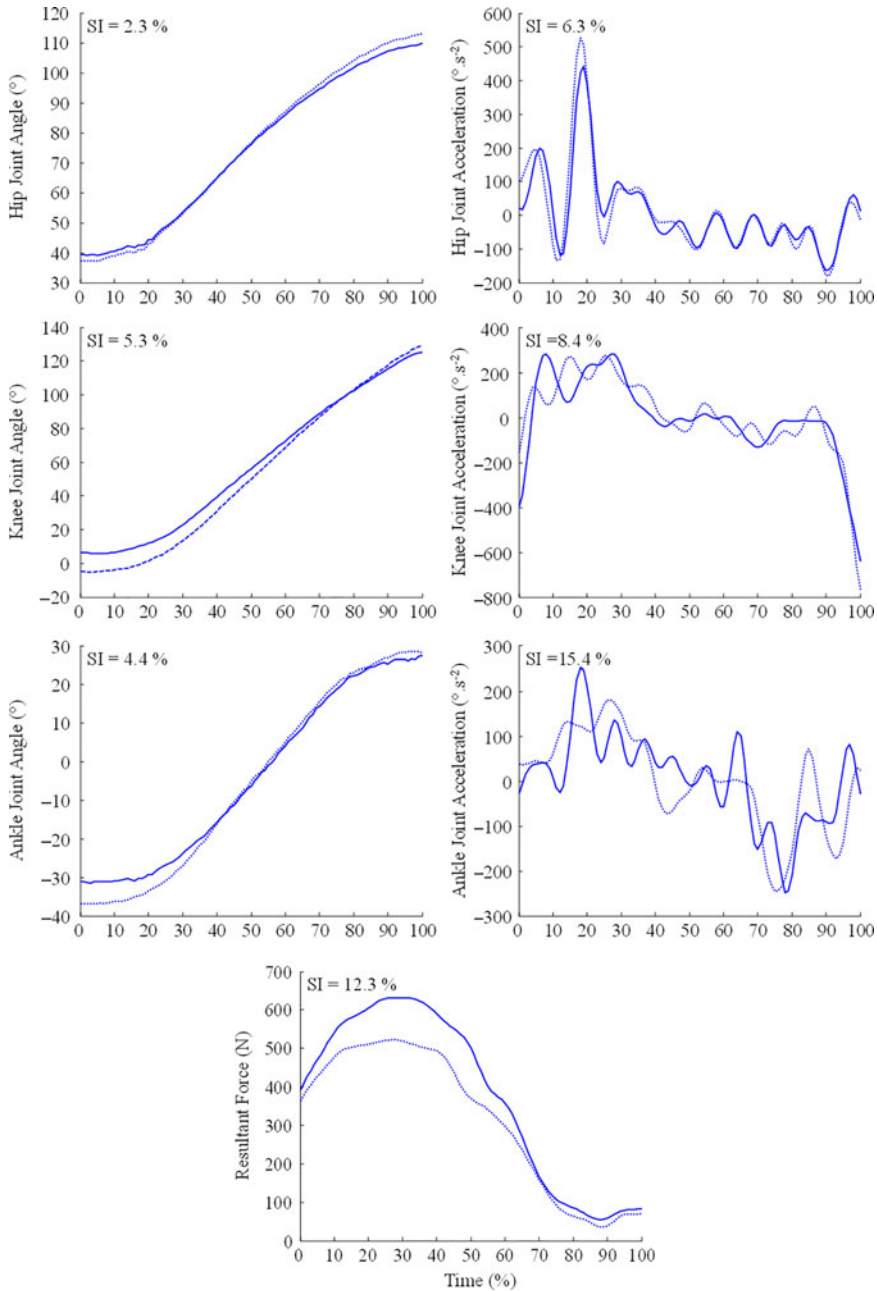 SI = 2.3 %
Hip Joint Angle (°)
120
110
100
90
80
70
60
50
40
30
0 10 20 30 40 50 60 70 80 90 100
SI = 6.3 %
Hip Joint Acceleration (°.s-2)
600
500
400
300
200
100
0
−100
−200
0 10 20 30 40 50 60 70 80 90 100
SI = 5.3 %
Knee Joint Angle (°)
140
120
100
80
60
40
20
0
−20
0 10 20 30 40 50 60 70 80 90 100
SI =8.4 %
Knee Joint Acceleration (°.s-2)
400
200
0
−200
−400
−600
−800
0 10 20 30 40 50 60 70 80 90 100
SI = 4.4 %
Ankle Joint Angle (°)
30
20
10
0
−10
−20
−30
−40
0 10 20 30 40 50 60 70 80 90 100
SI =15.4 %
Ankle Joint Acceleration (°.s-2)
300
200
100
0
−100
−200
−300
0 10 20 30 40 50 60 70 80 90 100
SI = 12.3 %
Resultant Force (N)
700
600
500
400
300
200
100
0
0 10 20 30 40 50 60 70 80 90 100
Time (%)